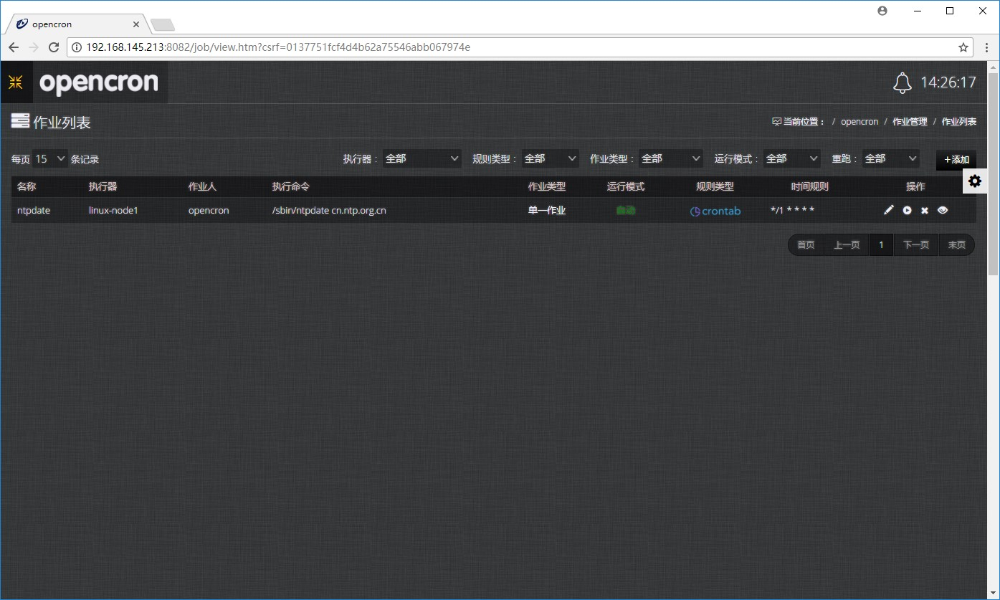 opencron
192.168.145.213:8082/job/view.htm?csrf=0137751fcf4d4b62a75546abb067974e
opencron 14:26:17
作业列表 当前位置： / opencron / 作业管理 / 作业列表
每页 15 条记录 执行器： 全部 规则类型： 全部 作业类型： 全部 运行模式： 全部 重跑： 全部 +添加
名称 执行器 作业人 执行命令 作业类型 运行模式 规则类型 时间规则 操作
ntpdate linux-node1 opencron /sbin/ntpdate cn.ntp.org.cn 单一作业 自动 crontab */1 * * * *
首页 上一页 1 下一页 末页